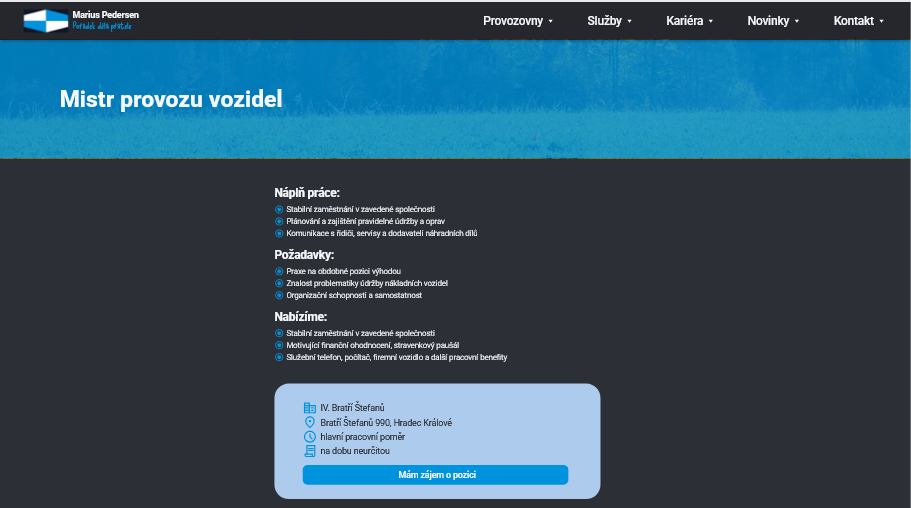 Marius Pedersen
Pořádek dělá přátele
Provozovny
Služby
Kariéra
Novinky
Kontakt
Mistr provozu vozidel
Náplň práce:
Stabilní zaměstnání v zavedené společnosti
Plánování a zajištění pravidelné údržby a oprav
Komunikace s řidiči, servisy a dodavateli náhradních dílů
Požadavky:
Praxe na obdobné pozici výhodou
Znalost problematiky údržby nákladních vozidel
Organizační schopnosti a samostatnost
Nabízíme:
Stabilní zaměstnání v zavedené společnosti
Motivující finanční ohodnocení, stravenkový paušál
Služební telefon, počítač, firemní vozidlo a další pracovní benefity
IV. Bratří Štefanů
Bratří Štefanů 990, Hradec Králové
hlavní pracovní poměr
na dobu neurčitou
Mám zájem o pozici